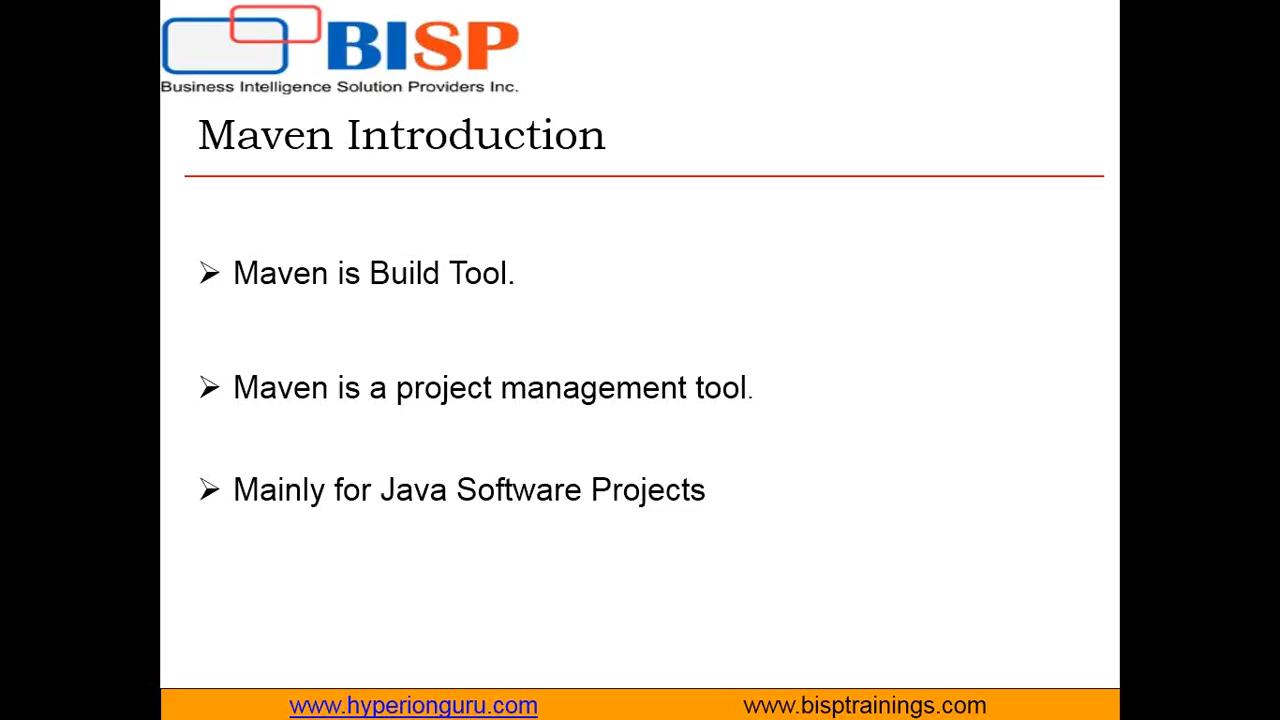 BISP
Business Intelligence Solution Providers Inc.
Maven Introduction
➢ Maven is Build Tool.
➢ Maven is a project management tool.
➢ Mainly for Java Software Projects
www.hyperionguru.com
www.bisptrainings.com